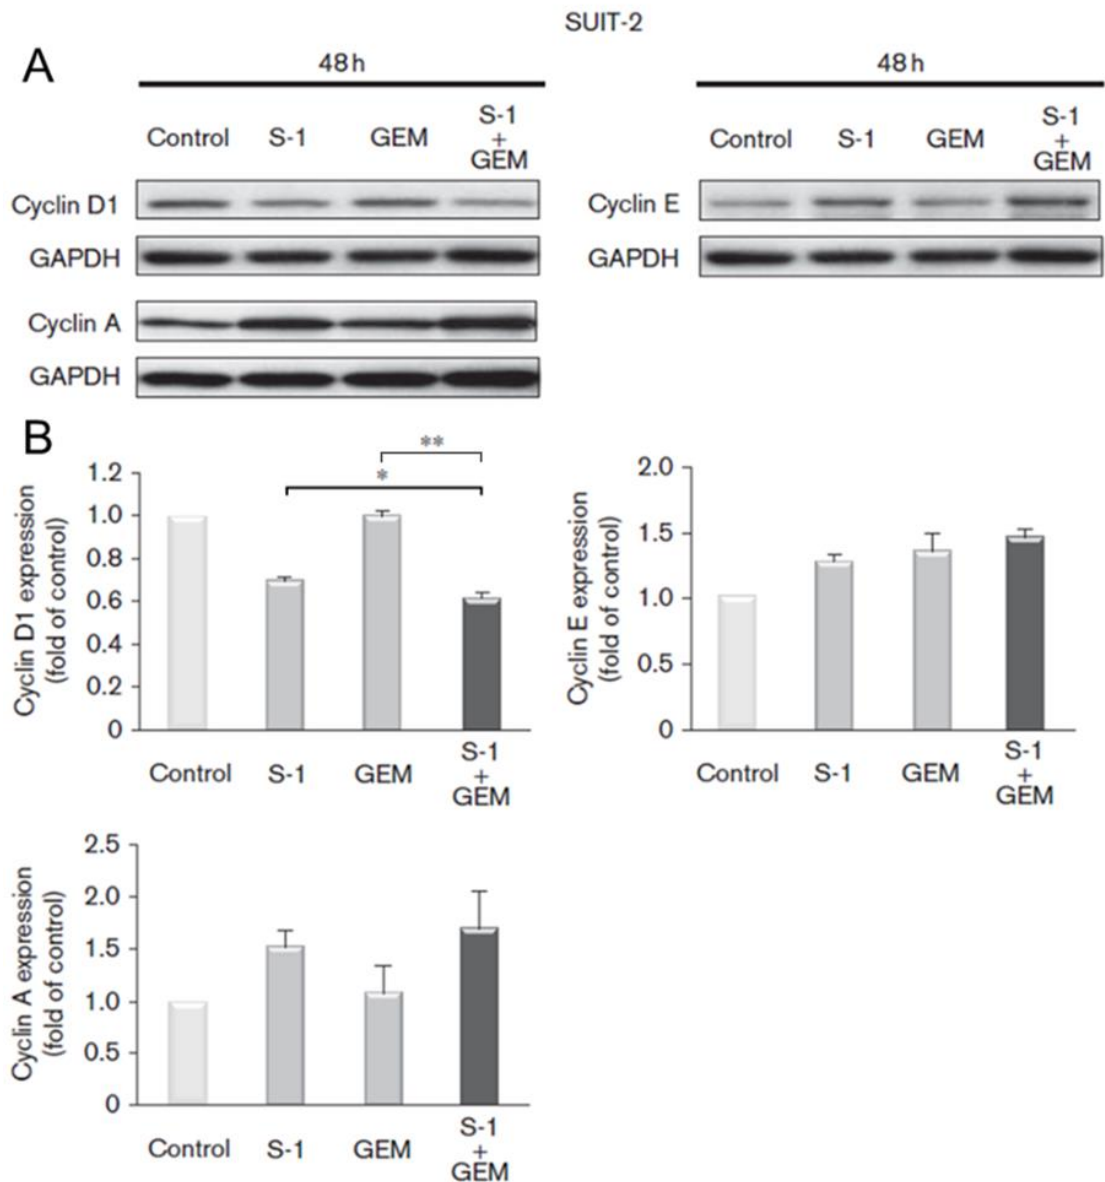 SUIT-2
A
48 h
Control S-1 GEM S-1 + GEM
Cyclin D1
GAPDH
Cyclin A
GAPDH
48 h
Control S-1 GEM S-1 + GEM
Cyclin E
GAPDH
B
Cyclin D1 expression
(fold of control)
1.2
1.0
0.8
0.6
0.4
0.2
0
**
*
Control S-1 GEM S-1 + GEM
Cyclin E expression
(fold of control)
2.0
1.5
1.0
0.5
0
Control S-1 GEM S-1 + GEM
Cyclin A expression
(fold of control)
2.5
2.0
1.5
1.0
0.5
0
Control S-1 GEM S-1 + GEM